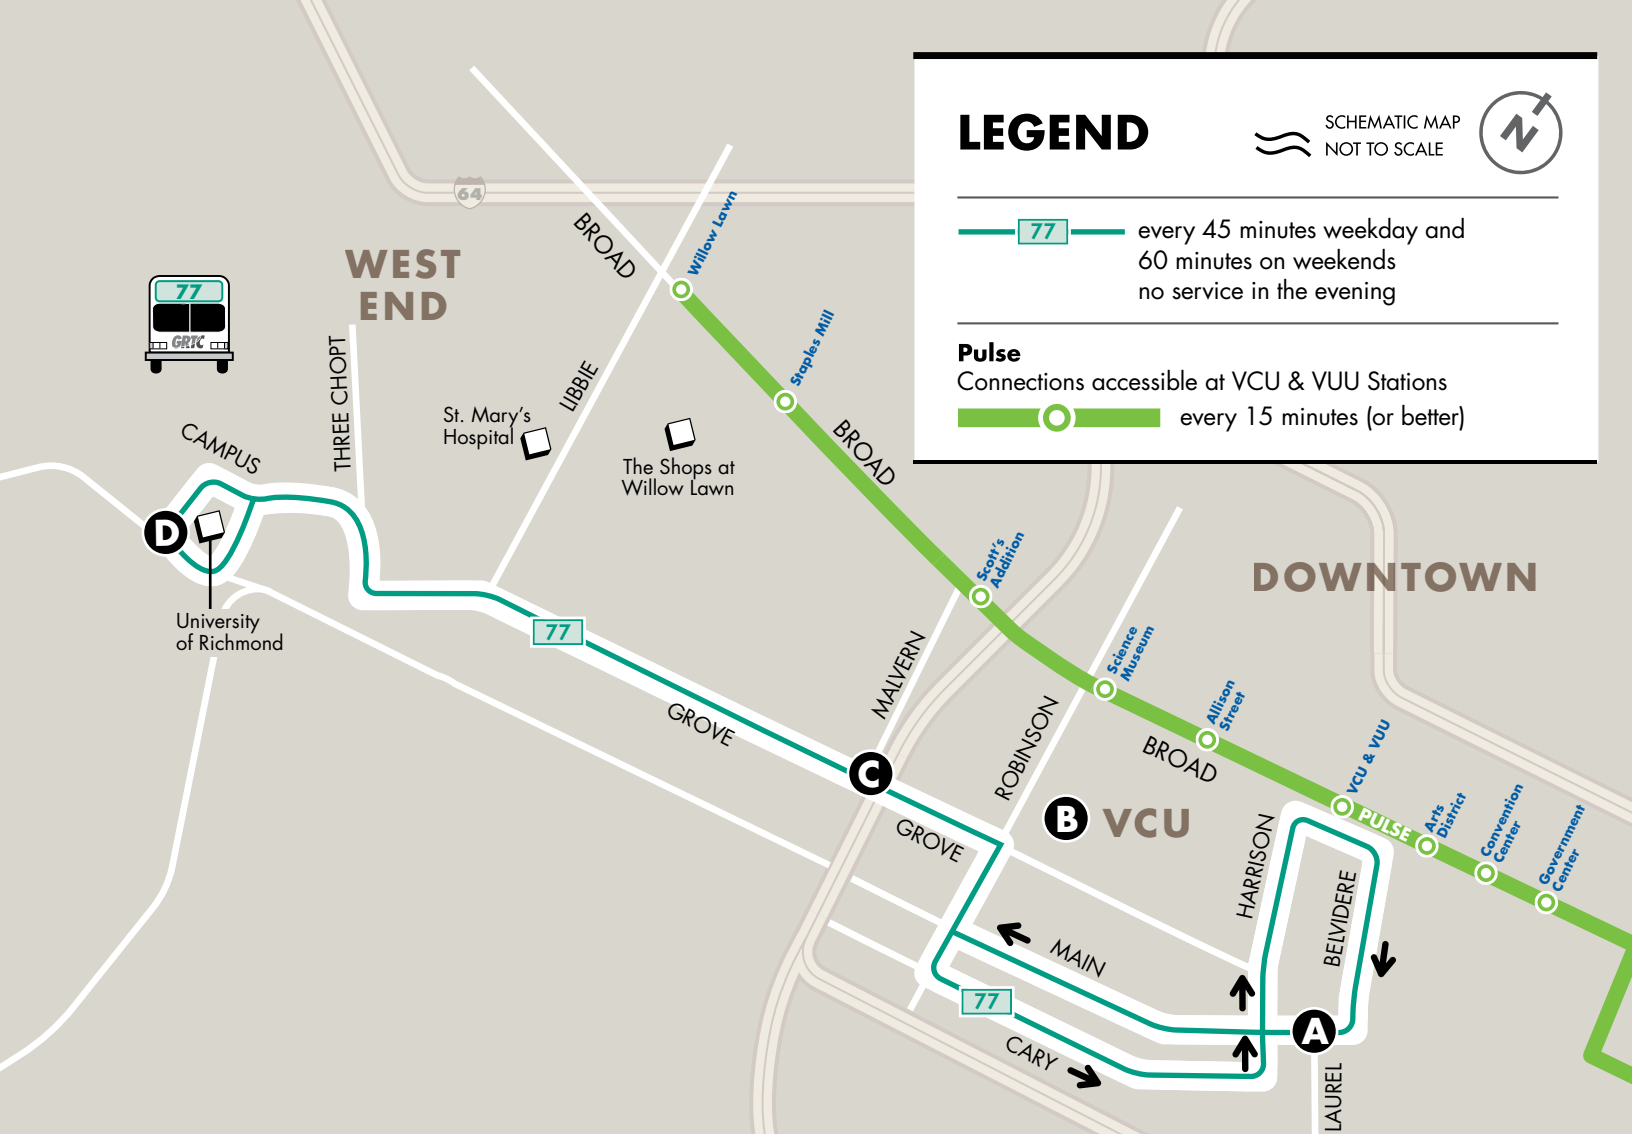 LEGEND
SCHEMATIC MAP
NOT TO SCALE
N
77
every 45 minutes weekday and
60 minutes on weekends
no service in the evening
Pulse
Connections accessible at VCU & VUU Stations
every 15 minutes (or better)
64
WEST
END
BROAD
Willow Lawn
77
GRTC
THREE CHOPT
LIBBIE
Staples Mill
St. Mary's
Hospital
The Shops at
Willow Lawn
BROAD
CAMPUS
D
University
of Richmond
77
GROVE
Scott's
Addition
MALVERN
C
GROVE
ROBINSON
Science
Museum
Allison
Street
BROAD
DOWNTOWN
B
VCU
VCU & VUU
PULSE
Arts
District
Convention
Center
Government
Center
HARRISON
BELVIDERE
MAIN
77
CARY
A
LAUREL